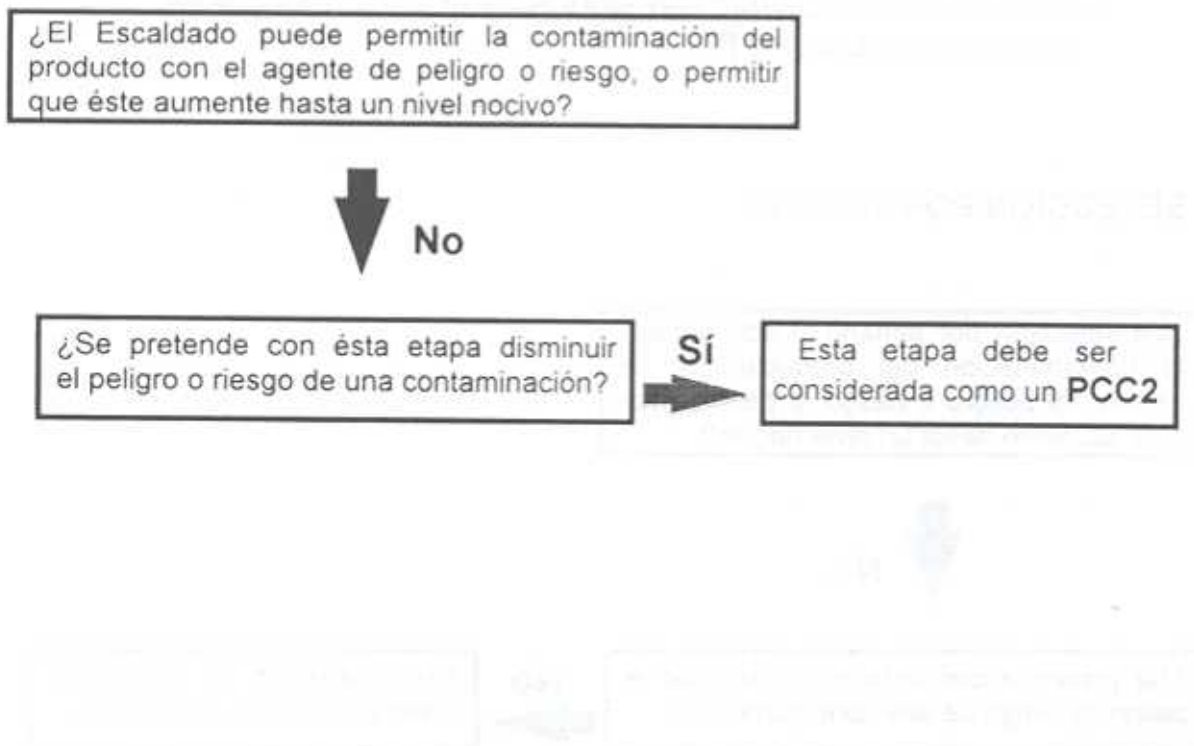 ¿El Escaldado puede permitir la contaminación del
producto con el agente de peligro o riesgo, o permitir
que éste aumente hasta un nivel nocivo?
No
¿Se pretende con ésta etapa disminuir
el peligro o riesgo de una contaminación?
Sí
Esta etapa debe ser
considerada como un PCC2